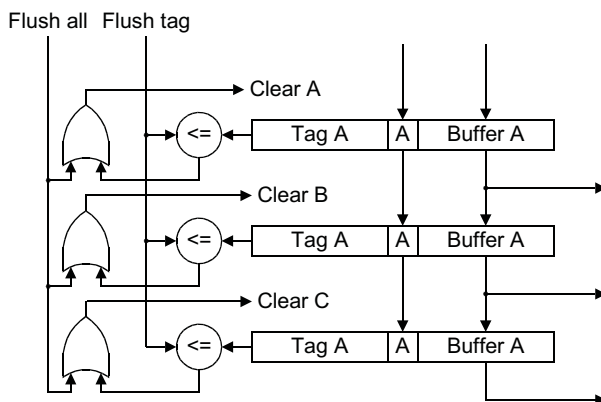 Flush all Flush tag
Clear A
<= Tag A A Buffer A
Clear B
<= Tag A A Buffer A
Clear C
<= Tag A A Buffer A